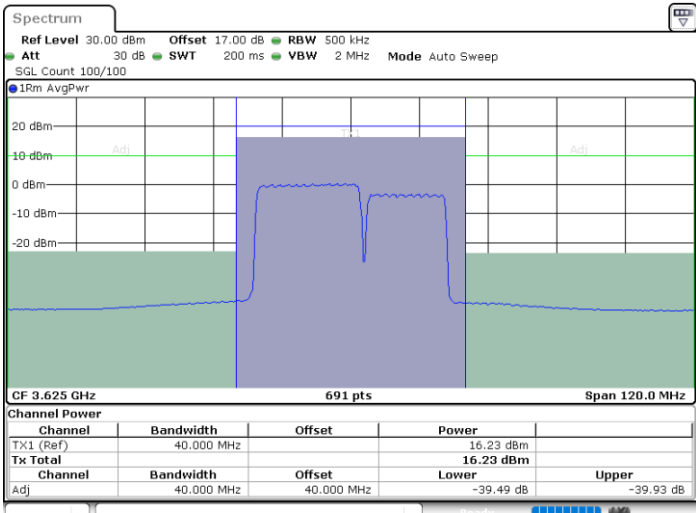 Spectrum
Ref Level 30.00 dBm Offset 17.00 dB RBW 500 kHz
Att 30 dB SWT 200 ms VBW 2 MHz Mode Auto Sweep
SGL Count 100/100
1Rm AvgPwr
20 dBm
TX1
10 dBm Adj Adj
0 dBm
-10 dBm
-20 dBm
CF 3.625 GHz 691 pts Span 120.0 MHz
Channel Power
Channel Bandwidth Offset Power
TX1 (Ref) 40.000 MHz 16.23 dBm
Tx Total 16.23 dBm
Channel Bandwidth Offset Lower Upper
Adj 40.000 MHz 40.000 MHz -39.49 dB -39.93 dB